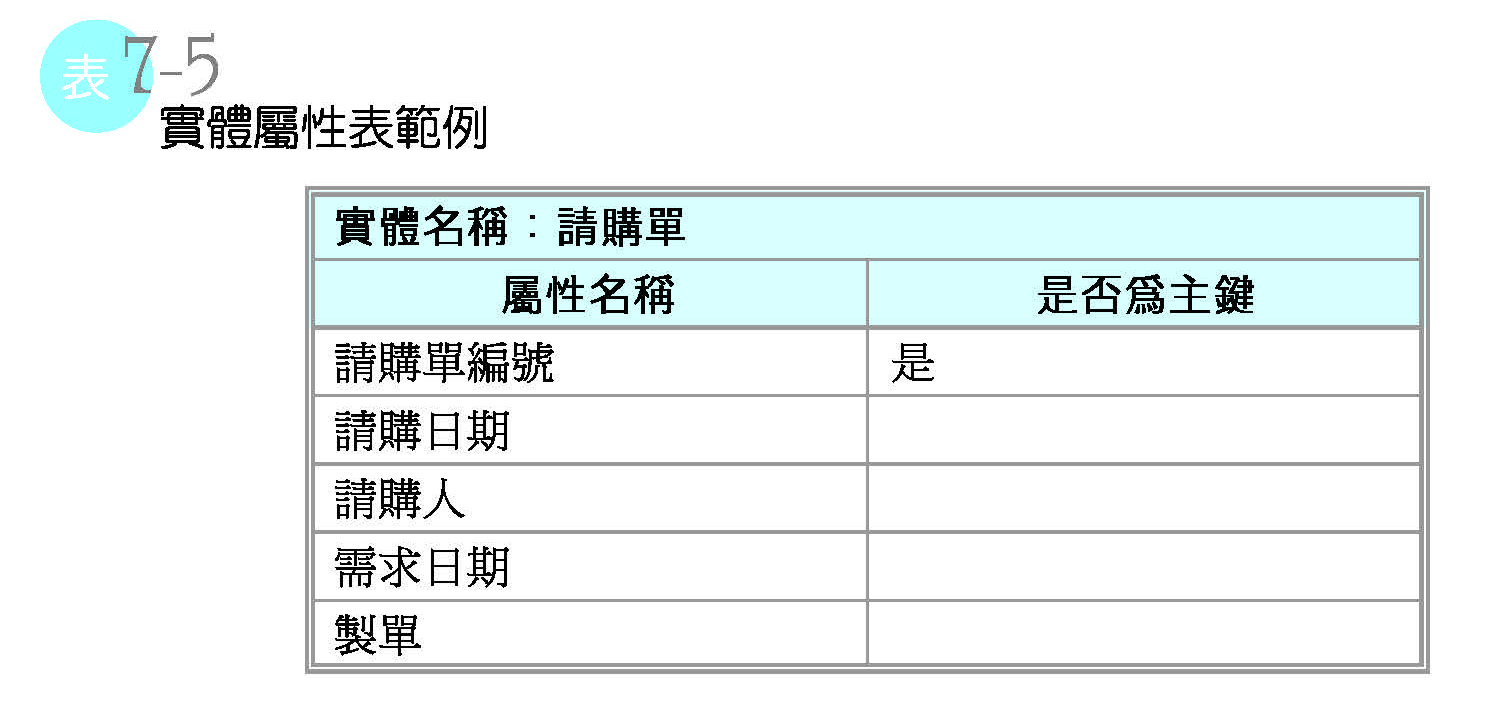 表 7-5
實體屬性表範例
實體名稱：請購單
屬性名稱 是否爲主鍵
請購單編號 是
請購日期
請購人
需求日期
製單